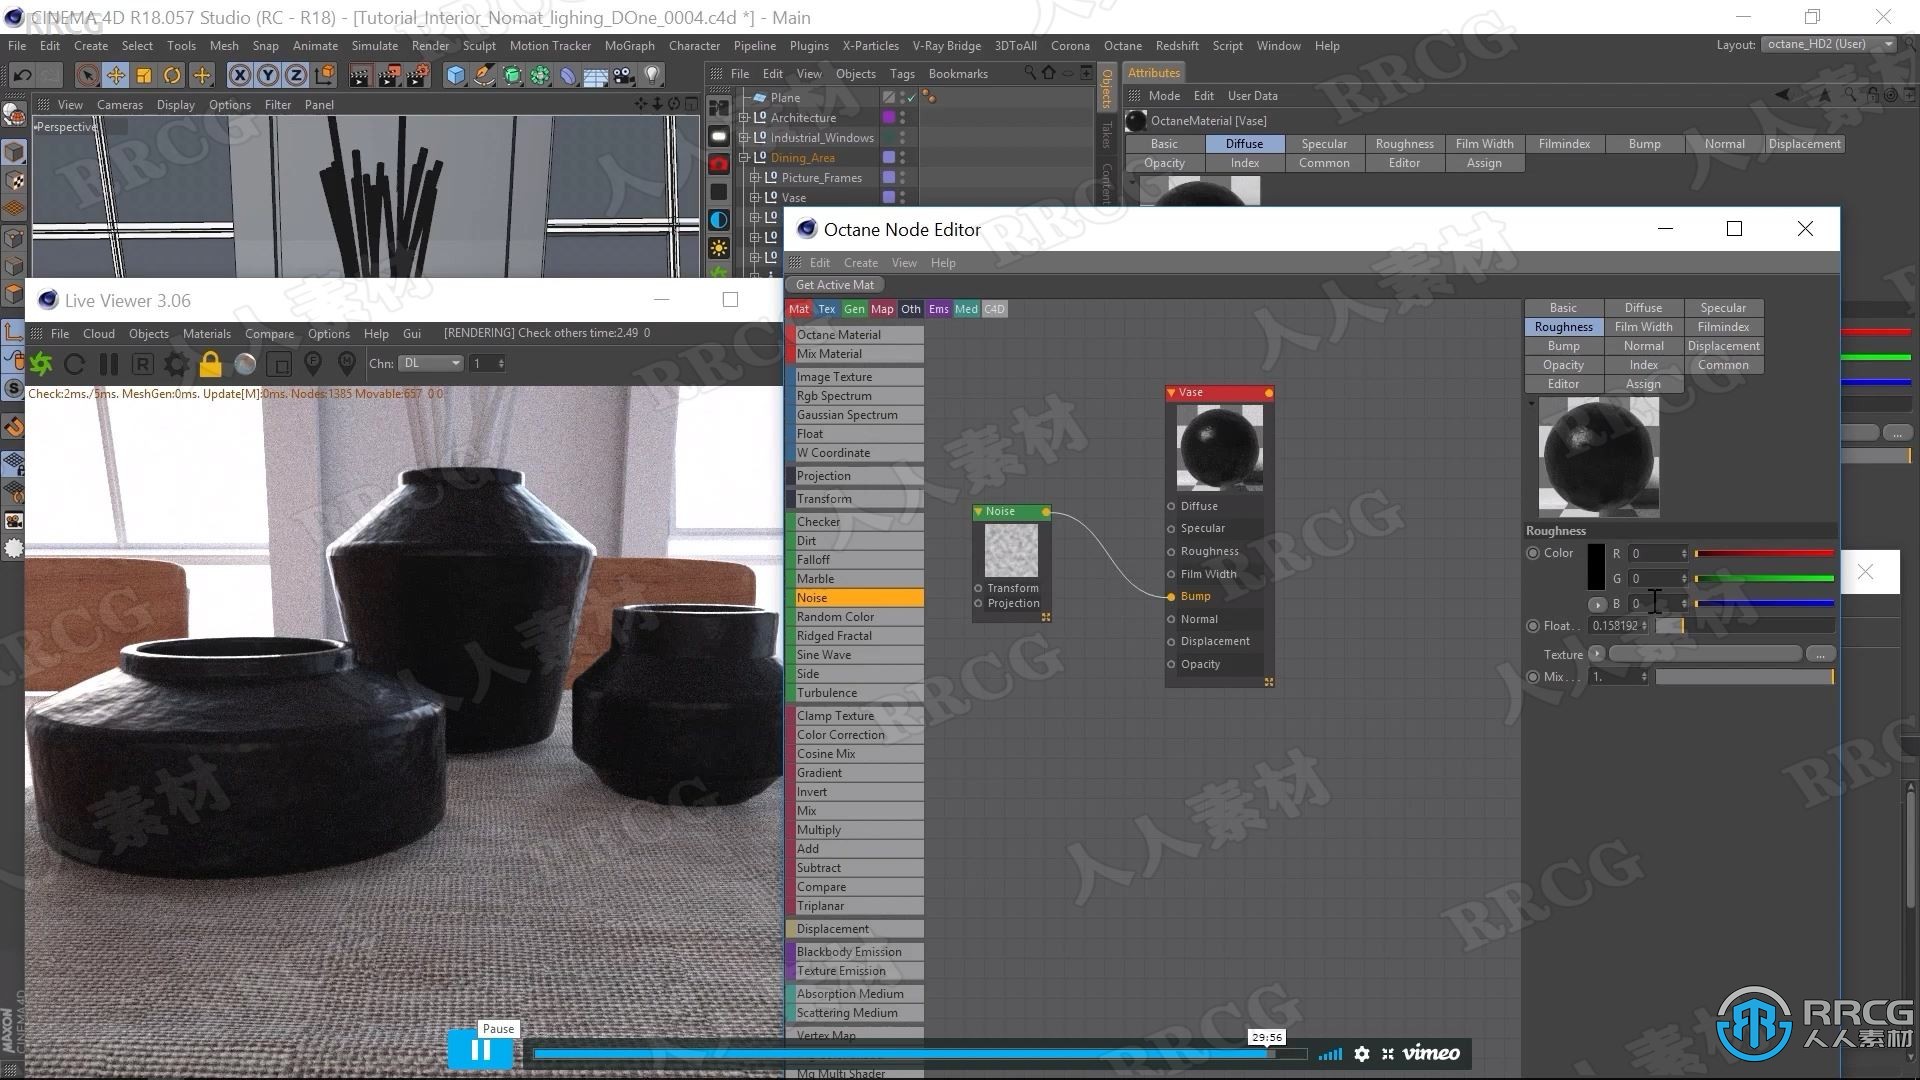 CINEMA 4D R18.057 Studio (RC - R18) - [Tutorial_Interior_Nomat_lighing_DOne_0004.c4d *] - Main
File Edit Create Select Tools Mesh Snap Animate Simulate Render Sculpt Motion Tracker MoGraph Character Pipeline Plugins X-Particles V-Ray Bridge 3DToAll Corona Octane Redshift Script Window Help
Layout: octane_HD2 (User)
File Edit View Objects Tags Bookmarks
Attributes
View Cameras Display Options Filter Panel
Perspective
Plane
Architecture
Industrial_Windows
Dining_Area
Picture_Frames
Vase
Objects
Takes
Content
Mode Edit User Data
OctaneMaterial [Vase]
Basic Diffuse Specular Roughness Film Width Filmindex Bump Normal Displacement
Opacity Index Common Editor Assign
Octane Node Editor
Edit Create View Help
Get Active Mat
Mat Tex Gen Map Oth Ems Med C4D
Octane Material
Mix Material
Image Texture
Rgb Spectrum
Gaussian Spectrum
Float
W Coordinate
Projection
Transform
Checker
Dirt
Falloff
Marble
Noise
Random Color
Ridged Fractal
Sine Wave
Side
Turbulence
Clamp Texture
Color Correction
Cosine Mix
Gradient
Invert
Mix
Multiply
Add
Subtract
Compare
Triplanar
Displacement
Blackbody Emission
Texture Emission
Absorption Medium
Scattering Medium
Vertex Map
Mg Multi Shader
Noise
Transform
Projection
Vase
Diffuse
Specular
Roughness
Film Width
Bump
Normal
Displacement
Opacity
Basic Diffuse Specular
Roughness Film Width Filmindex
Bump Normal Displacement
Opacity Index Common
Editor Assign
Roughness
Color R 0
G 0
B 0
Float . . 0.158192
Texture ...
Mix . . . 1.
Live Viewer 3.06
File Cloud Objects Materials Compare Options Help Gui [RENDERING] Check others time:2.49 0
Chn: DL 1
Check:2ms./5ms. MeshGen:0ms. Update[M]:0ms. Nodes:1385 Movable:657 0 0
MAXON CINEMA 4D
Pause
29:56
vimeo
RRCG
人人素材